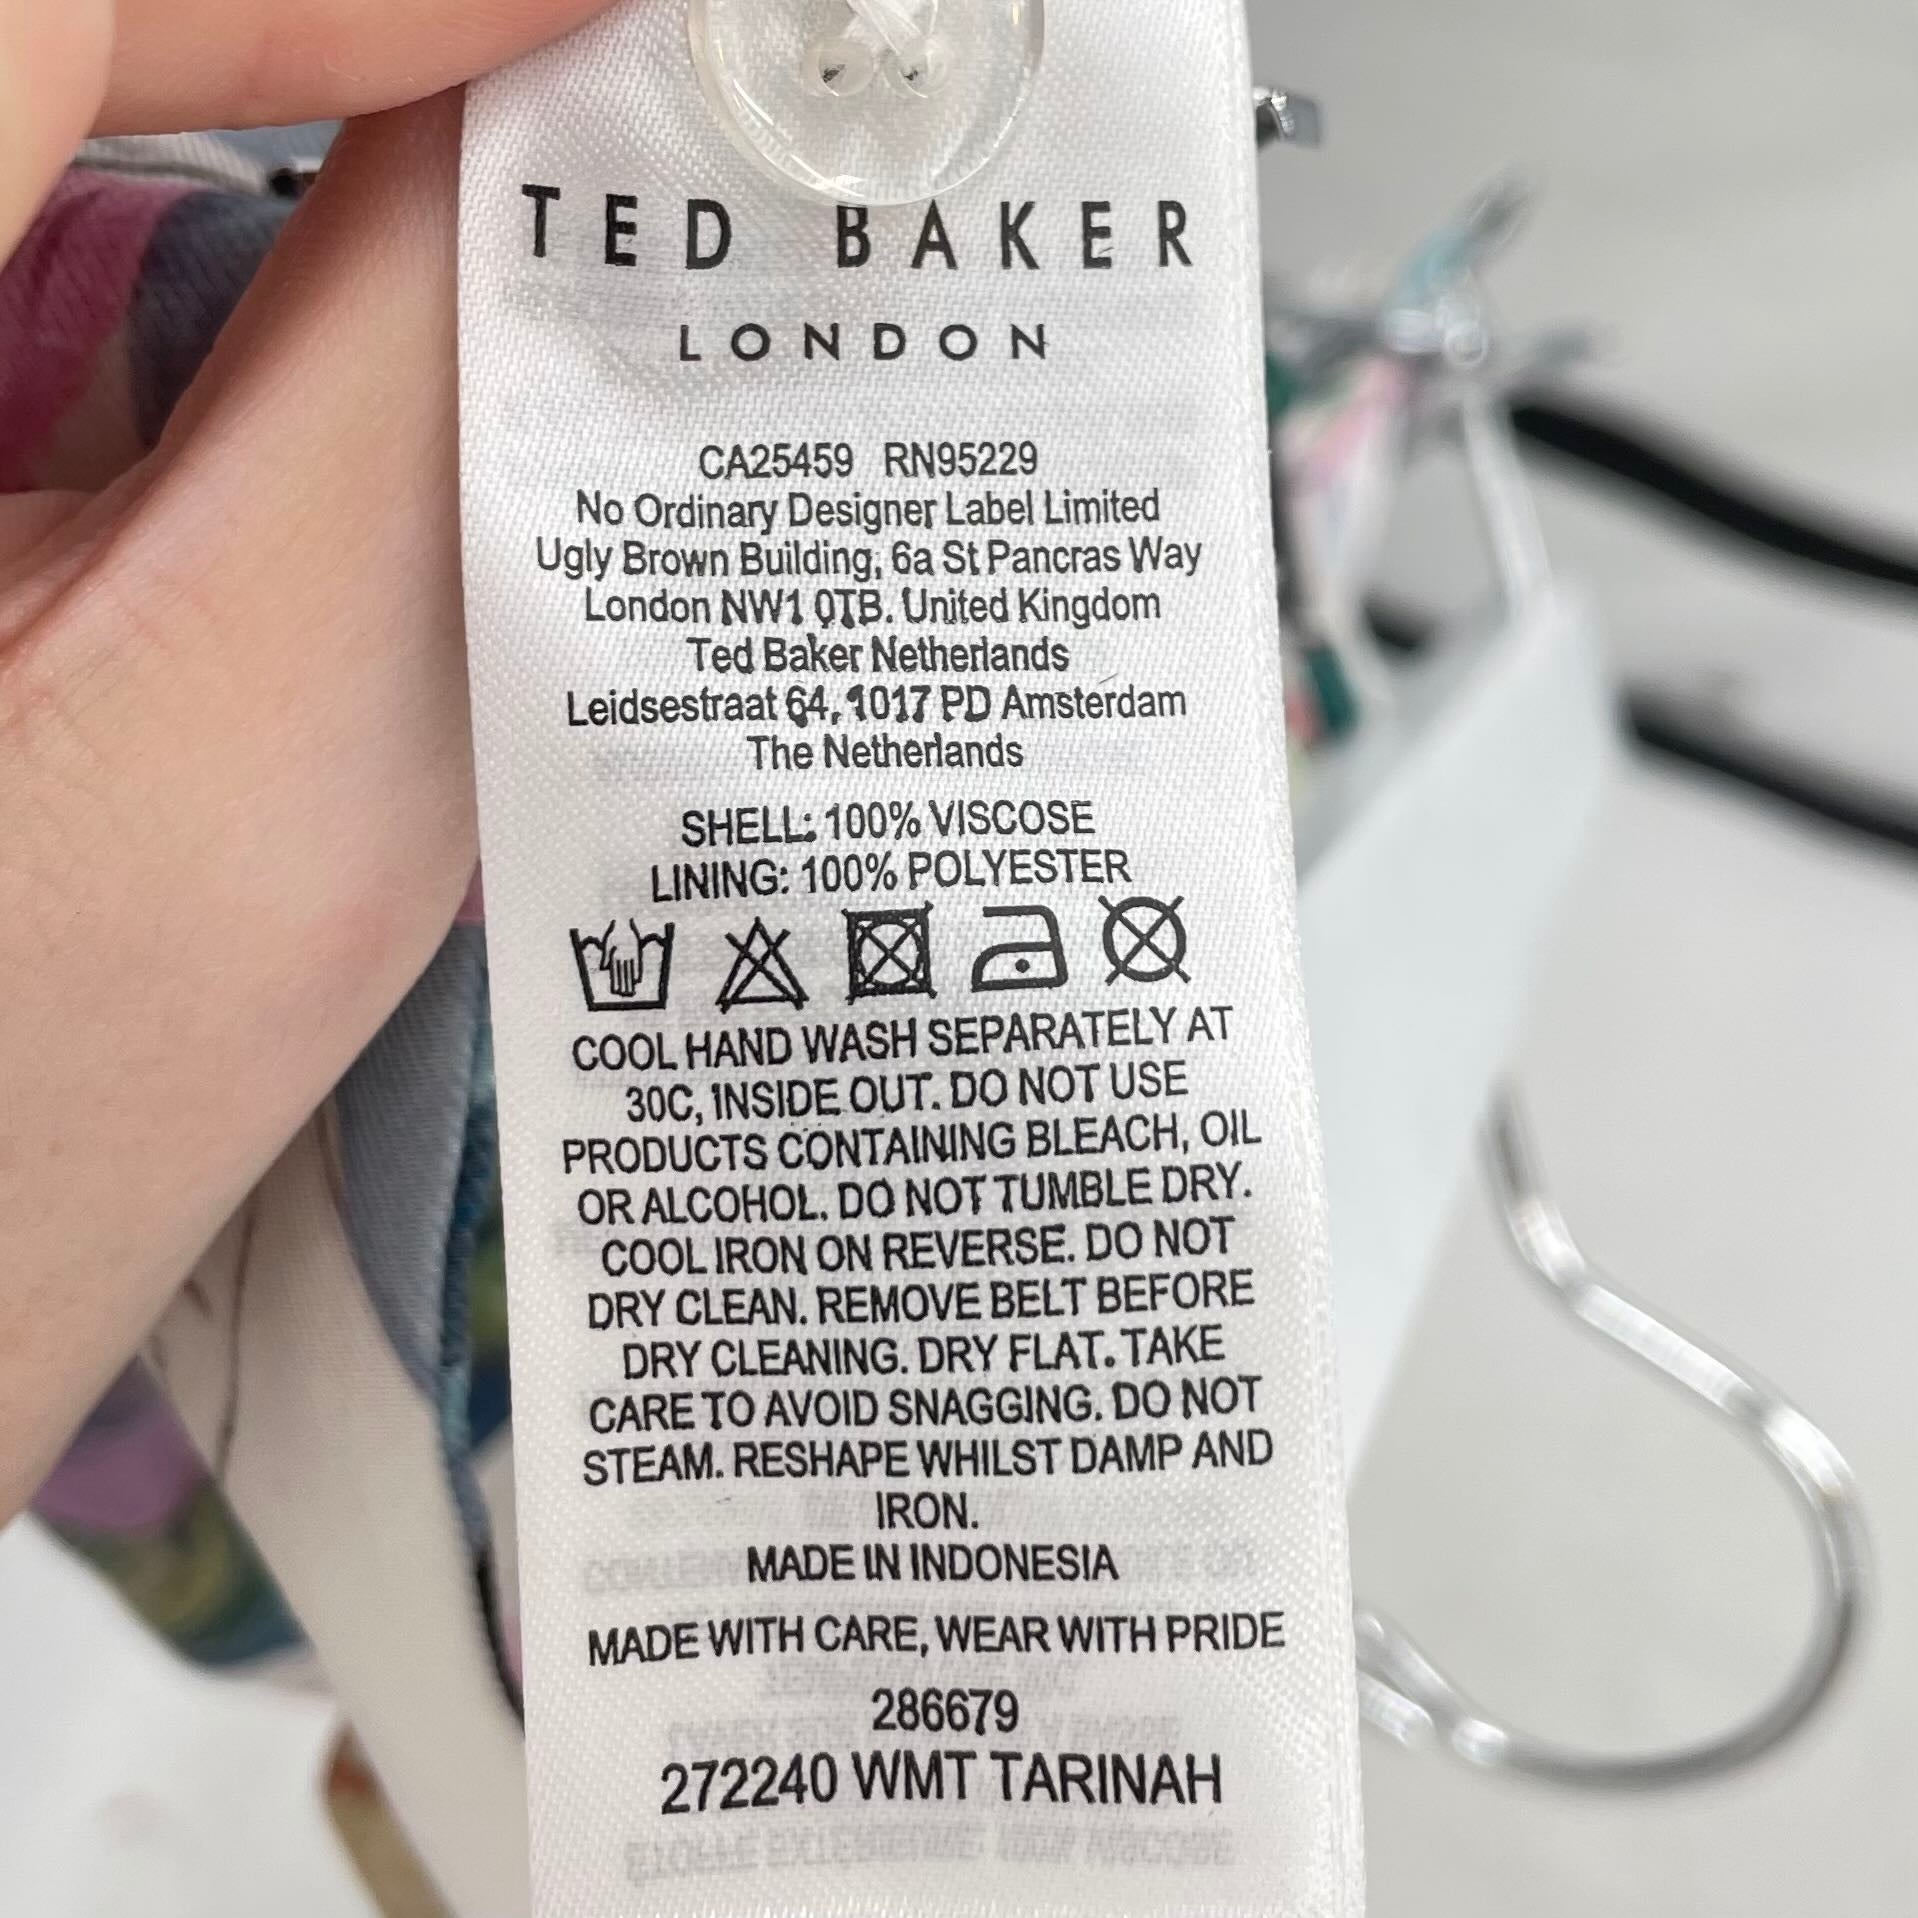 TED BAKER
LONDON
CA25459 RN95229
No Ordinary Designer Label Limited
Ugly Brown Building, 6a St Pancras Way
London NW1 0TB. United Kingdom
Ted Baker Netherlands
Leidsestraat 64, 1017 PD Amsterdam
The Netherlands
SHELL: 100% VISCOSE
LINING: 100% POLYESTER
COOL HAND WASH SEPARATELY AT
30C, INSIDE OUT. DO NOT USE
PRODUCTS CONTAINING BLEACH, OIL
OR ALCOHOL. DO NOT TUMBLE DRY.
COOL IRON ON REVERSE. DO NOT
DRY CLEAN. REMOVE BELT BEFORE
DRY CLEANING. DRY FLAT. TAKE
CARE TO AVOID SNAGGING. DO NOT
STEAM. RESHAPE WHILST DAMP AND
IRON.
MADE IN INDONESIA
MADE WITH CARE, WEAR WITH PRIDE
286679
272240 WMT TARINAH